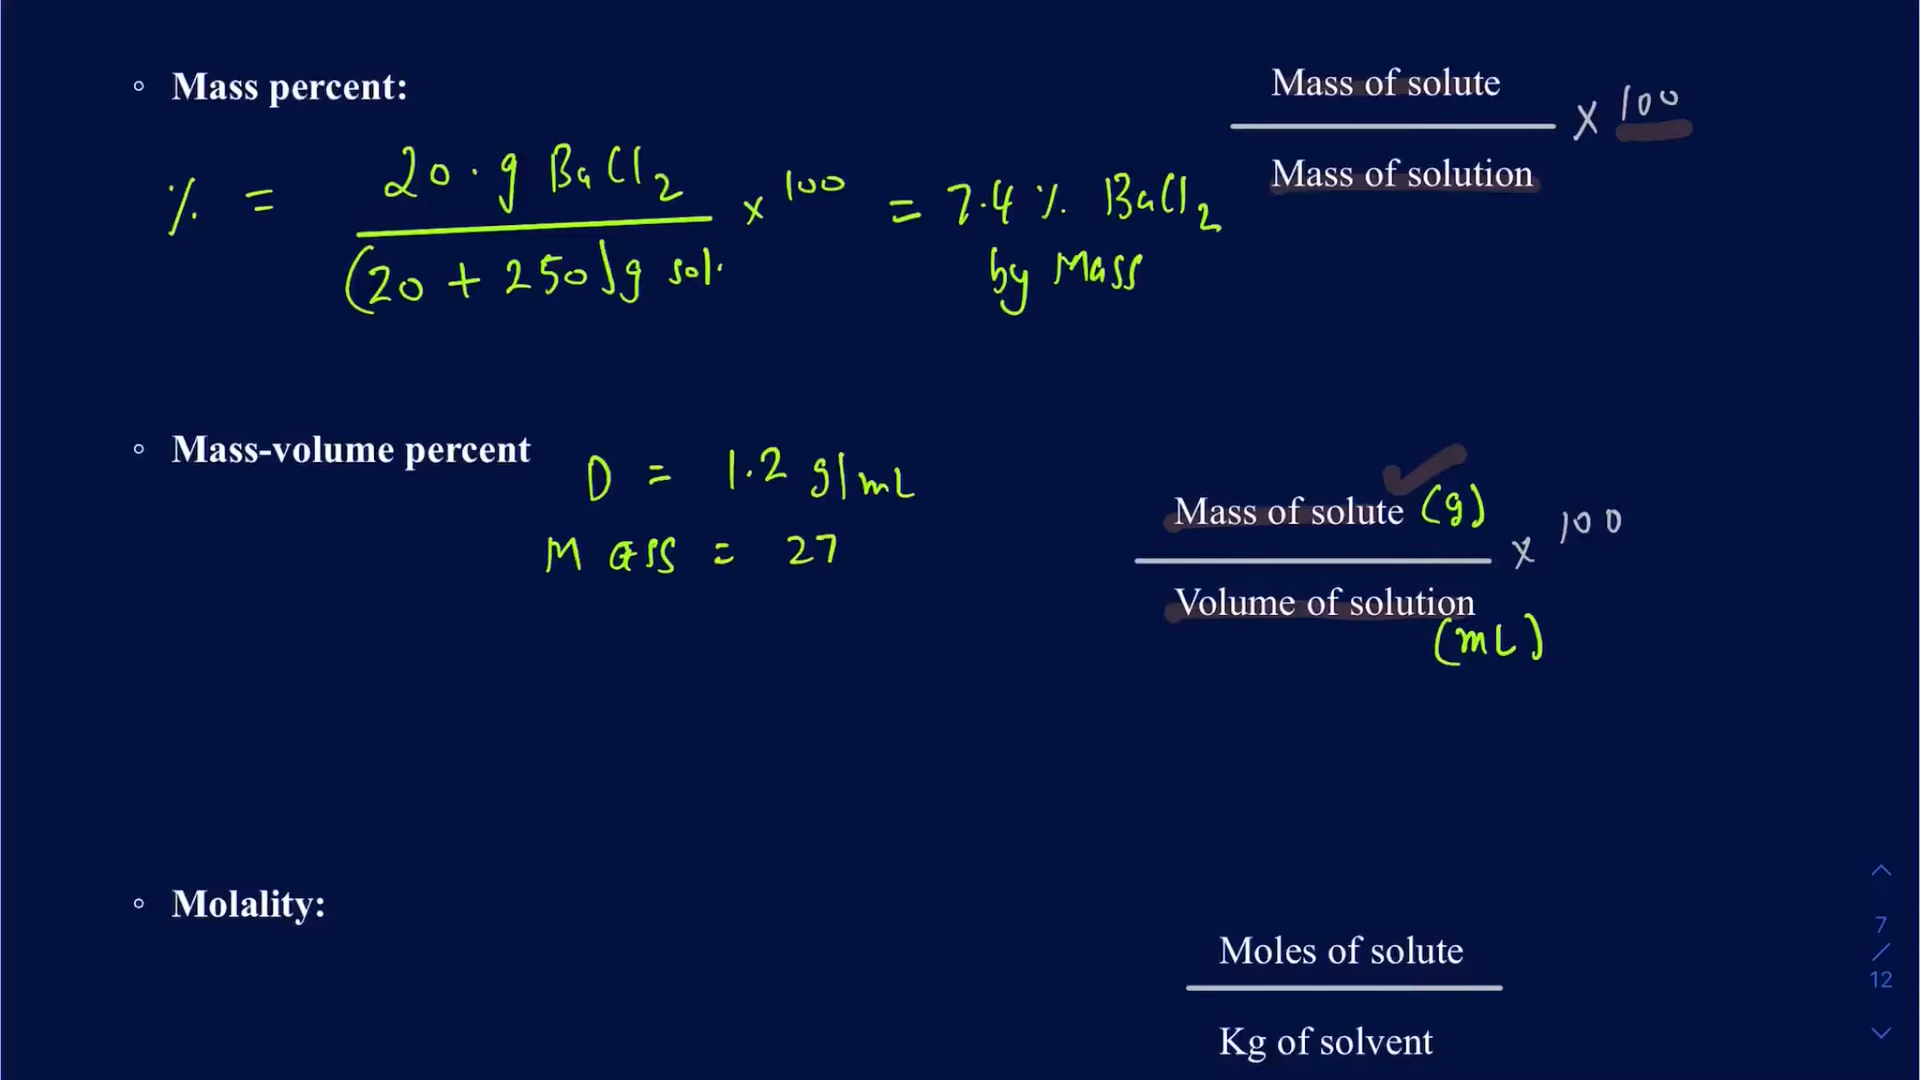 ◦ Mass percent:
Mass of solute
Mass of solution
× 100
% = 20.g BaCl₂
(20 + 250)g sol.
× 100 = 7.4 % BaCl₂
by Mass
◦ Mass-volume percent
D = 1.2 g/mL
Mass = 27
Mass of solute (g)
Volume of solution
(mL)
× 100
◦ Molality:
Moles of solute
Kg of solvent
7
/
12